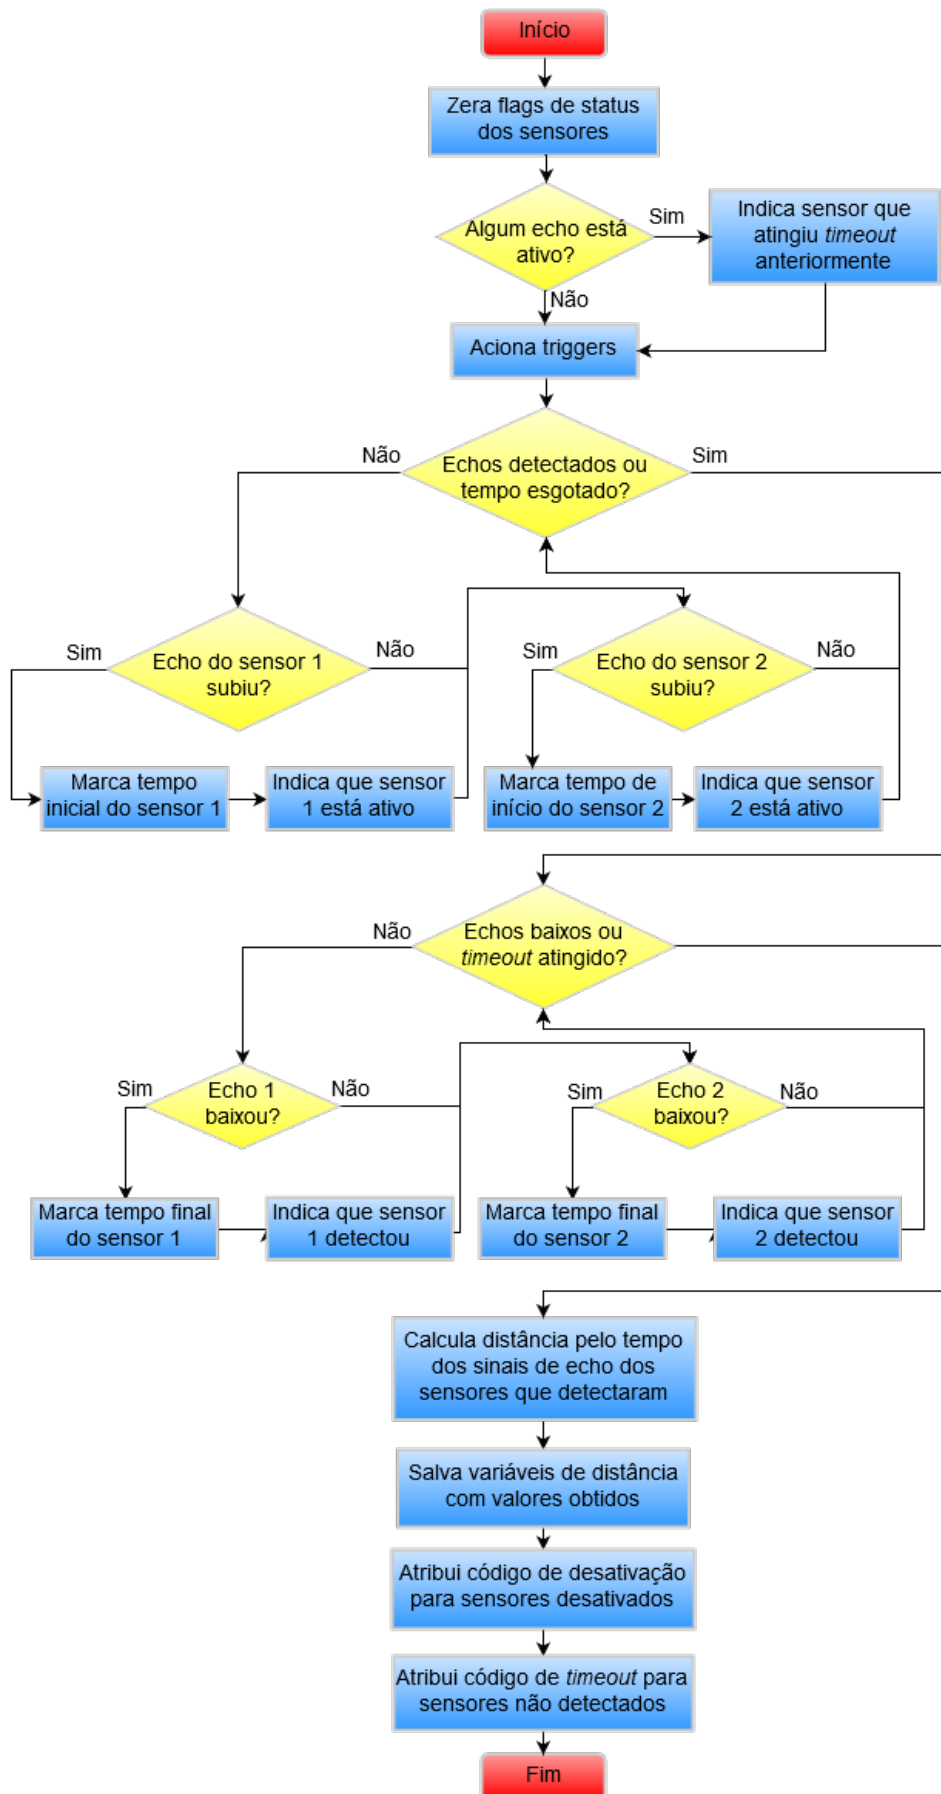 Início
Zera flags de status
dos sensores
Algum echo está
ativo?
Sim
Indica sensor que
atingiu timeout
anteriormente
Não
Aciona triggers
Não
Echos detectados ou
tempo esgotado?
Sim
Sim
Echo do sensor 1
subiu?
Não
Sim
Echo do sensor 2
subiu?
Não
Marca tempo
inicial do sensor 1
Indica que sensor
1 está ativo
Marca tempo de
início do sensor 2
Indica que sensor
2 está ativo
Não
Echos baixos ou
timeout atingido?
Sim
Echo 1
baixou?
Não
Sim
Echo 2
baixou?
Não
Marca tempo final
do sensor 1
Indica que sensor
1 detectou
Marca tempo final
do sensor 2
Indica que sensor
2 detectou
Calcula distância pelo tempo
dos sinais de echo dos
sensores que detectaram
Salva variáveis de distância
com valores obtidos
Atribui código de desativação
para sensores desativados
Atribui código de timeout para
sensores não detectados
Fim